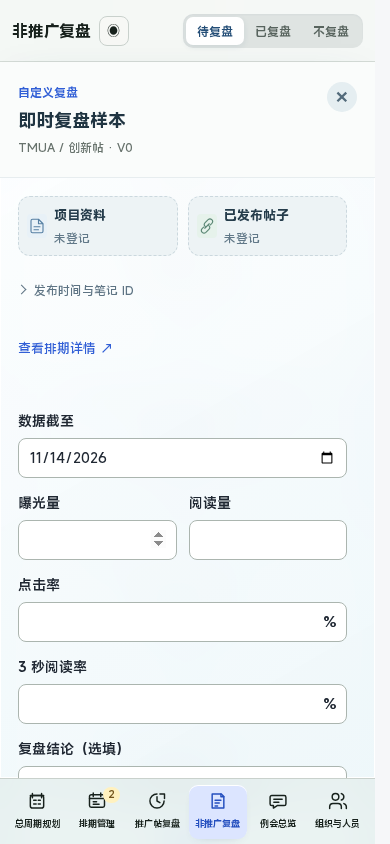 非推广复盘
待复盘 已复盘 不复盘
自定义复盘
即时复盘样本
TMUA / 创新帖 · V0
项目资料
未登记
已发布帖子
未登记
发布时间与笔记 ID
查看排期详情 ↗
数据截至
11/14/2026
曝光量 阅读量
点击率
%
3 秒阅读率
%
复盘结论（选填）
2
总周期规划 排期管理 推广帖复盘 非推广复盘 例会总览 组织与人员